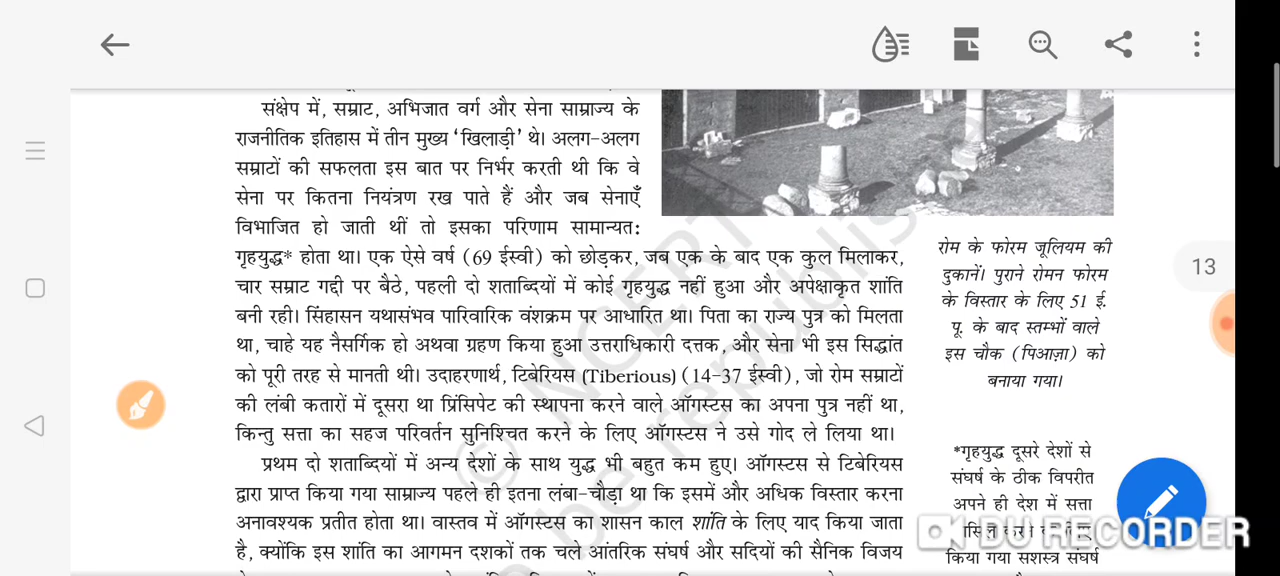 संक्षेप में, सम्राट, अभिजात वर्ग और सेना साम्राज्य के
राजनीतिक इतिहास में तीन मुख्य ‘खिलाड़ी’ थे। अलग-अलग
सम्राटों की सफलता इस बात पर निर्भर करती थी कि वे
सेना पर कितना नियंत्रण रख पाते हैं और जब सेनाएँ
विभाजित हो जाती थीं तो इसका परिणाम सामान्यत:
गृहयुद्ध* होता था। एक ऐसे वर्ष (69 ईस्वी) को छोड़कर, जब एक के बाद एक कुल मिलाकर,
चार सम्राट गद्दी पर बैठे, पहली दो शताब्दियों में कोई गृहयुद्ध नहीं हुआ और अपेक्षाकृत शांति
बनी रही। सिंहासन यथासंभव पारिवारिक वंशक्रम पर आधारित था। पिता का राज्य पुत्र को मिलता
था, चाहे यह नैसर्गिक हो अथवा ग्रहण किया हुआ उत्तराधिकारी दत्तक, और सेना भी इस सिद्धांत
को पूरी तरह से मानती थी। उदाहरणार्थ, टिबेरियस (Tiberious) (14-37 ईस्वी), जो रोम सम्राटों
की लंबी कतारों में दूसरा था प्रिंसिपेट की स्थापना करने वाले ऑगस्टस का अपना पुत्र नहीं था,
किन्तु सत्ता का सहज परिवर्तन सुनिश्चित करने के लिए ऑगस्टस ने उसे गोद ले लिया था।
प्रथम दो शताब्दियों में अन्य देशों के साथ युद्ध भी बहुत कम हुए। ऑगस्टस से टिबेरियस
द्वारा प्राप्त किया गया साम्राज्य पहले ही इतना लंबा-चौड़ा था कि इसमें और अधिक विस्तार करना
अनावश्यक प्रतीत होता था। वास्तव में ऑगस्टस का शासन काल शांति के लिए याद किया जाता
है, क्योंकि इस शांति का आगमन दशकों तक चले आंतरिक संघर्ष और सदियों की सैनिक विजय
रोम के फोरम जूलियम की
दुकानें। पुराने रोमन फोरम
के विस्तार के लिए 51 ई.
पू. के बाद स्तम्भों वाले
इस चौक (पिआज़ा) को
बनाया गया।
13
*गृहयुद्ध दूसरे देशों से
संघर्ष के ठीक विपरीत
अपने ही देश में सत्ता
किया गया सशस्त्र संघर्ष
© NCERT
be republis
DU RECORDER